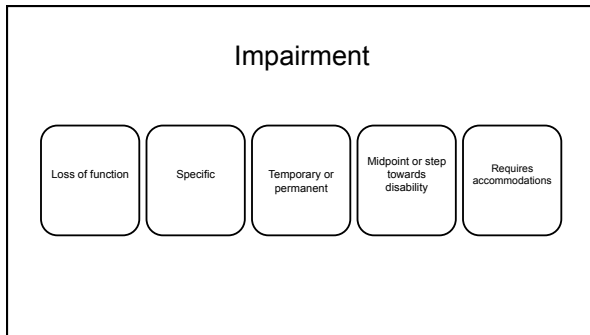 Impairment
Loss of function
Specific
Temporary or
permanent
Midpoint or step
towards
disability
Requires
accommodations